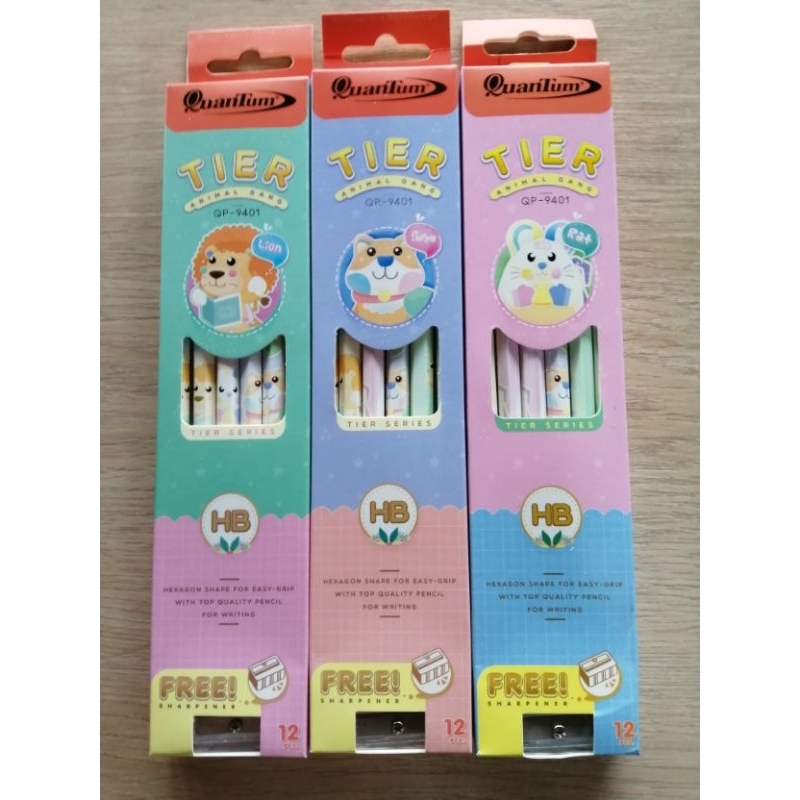 QuanTum
TIER
ANIMAL GANG
QP-9401
Lion
TIER SERIES
HB
HEXAGON SHAPE FOR EASY-GRIP
WITH TOP QUALITY PENCIL
FOR WRITING
FREE!
SHARPENER
12
PCS
QuanTum
TIER
ANIMAL GANG
QP-9401
TIER SERIES
HB
HEXAGON SHAPE FOR EASY-GRIP
WITH TOP QUALITY PENCIL
FOR WRITING
FREE!
SHARPENER
12
PCS
QuanTum
TIER
ANIMAL GANG
QP-9401
Rat
TIER SERIES
HB
HEXAGON SHAPE FOR EASY-GRIP
WITH TOP QUALITY PENCIL
FOR WRITING
FREE!
SHARPENER
12
PCS